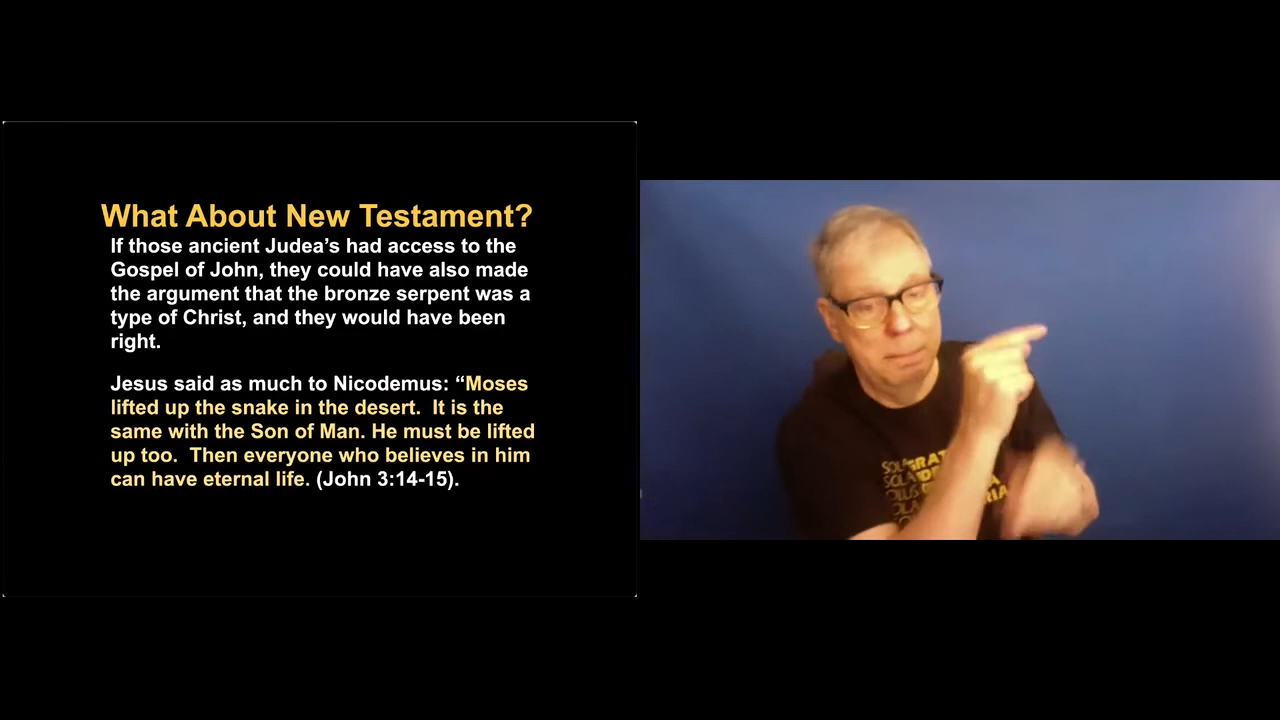 What About New Testament?
If those ancient Judea’s had access to the
Gospel of John, they could have also made
the argument that the bronze serpent was a
type of Christ, and they would have been
right.
Jesus said as much to Nicodemus: “Moses
lifted up the snake in the desert.  It is the
same with the Son of Man. He must be lifted
up too.  Then everyone who believes in him
can have eternal life. (John 3:14-15).